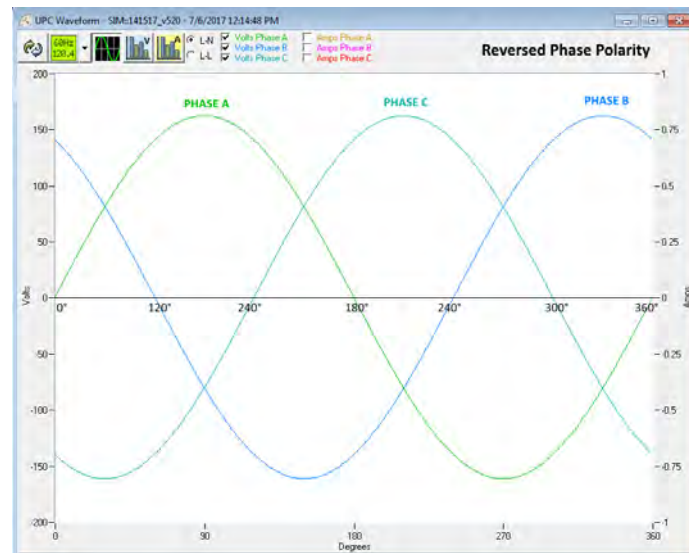 UPC Waveform - SIM=141517_v520 - 7/6/2017 12:14:48 PM
60Hz
120.4
V
A
L-N
L-L
Volts Phase A
Volts Phase B
Volts Phase C
Amps Phase A
Amps Phase B
Amps Phase C
Reversed Phase Polarity
PHASE A
PHASE C
PHASE B
200
150
100
50
0
-50
-100
-150
-200
Volts
1
0.75
0.5
0.25
0
-0.25
-0.5
-0.75
-1
0°
120°
240°
180°
240°
300°
360°
0
90
180
270
360
Degrees